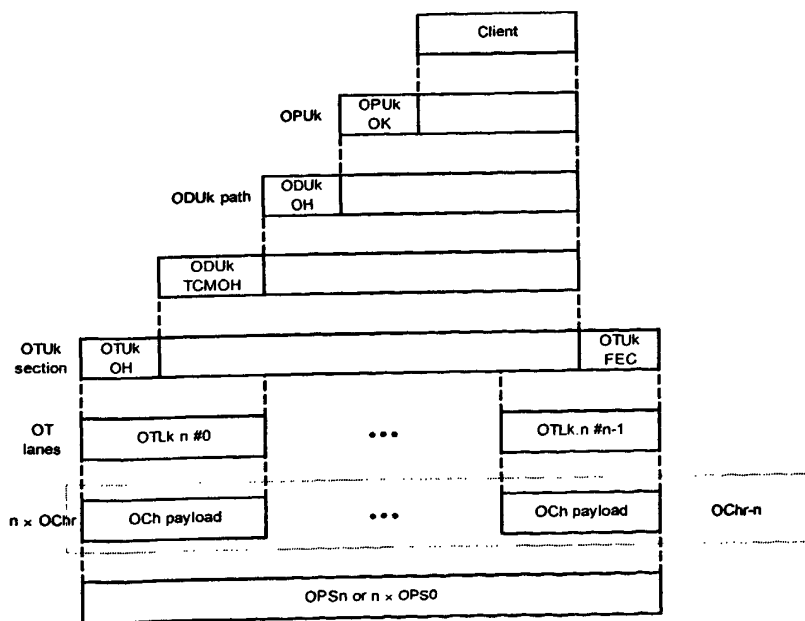 Client
OPUk
OPUk
OK
ODUk path
ODUk
OH
ODUk
TCMOH
OTUk
section
OTUk
OH
OTUk
FEC
OT
lanes
OTLk n #0
•••
OTLk.n #n-1
n × OChr
OCh payload
•••
OCh payload
OChr-n
OPSn or n × OPS0